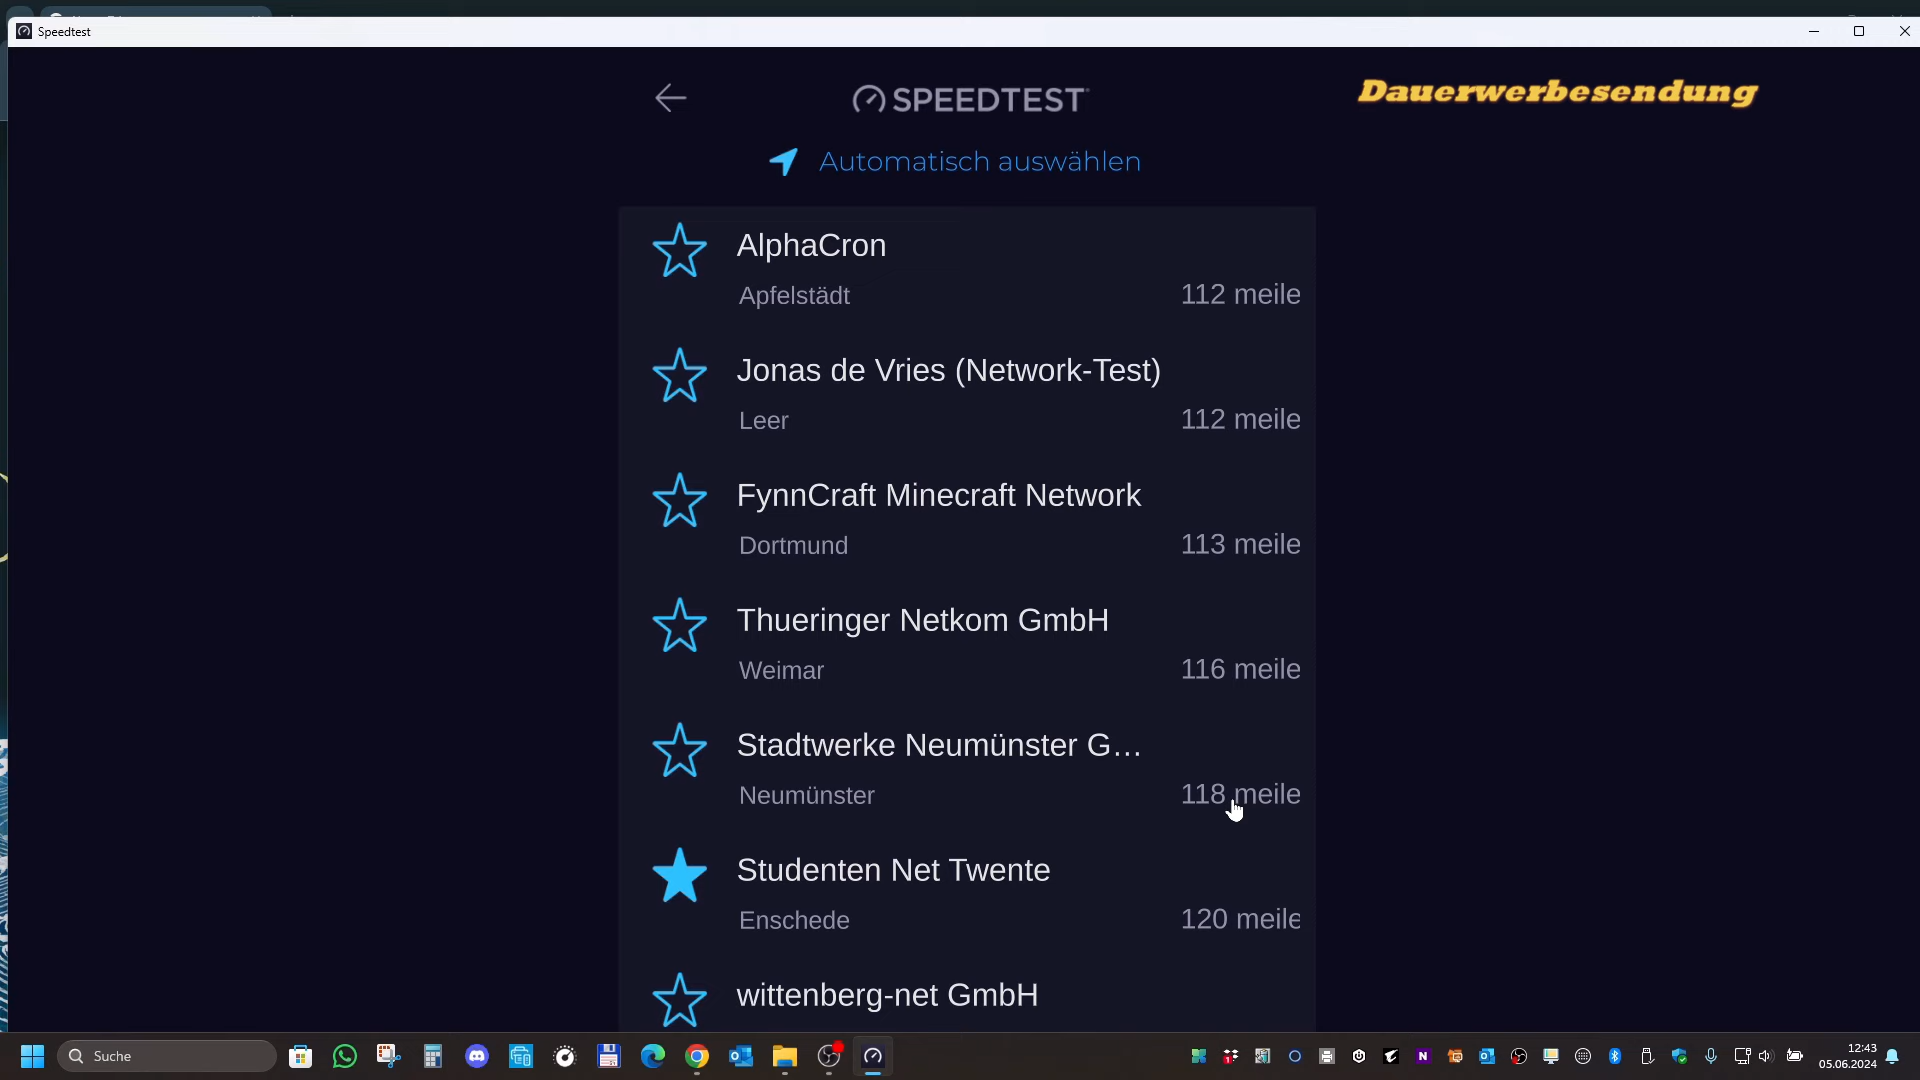 Speedtest
SPEEDTEST
Dauerwerbesendung
Automatisch auswählen
AlphaCron
Apfelstädt 112 meile
Jonas de Vries (Network-Test)
Leer 112 meile
FynnCraft Minecraft Network
Dortmund 113 meile
Thueringer Netkom GmbH
Weimar 116 meile
Stadtwerke Neumünster G...
Neumünster 118 meile
Studenten Net Twente
Enschede 120 meile
wittenberg-net GmbH
Suche
12:43
05.06.2024